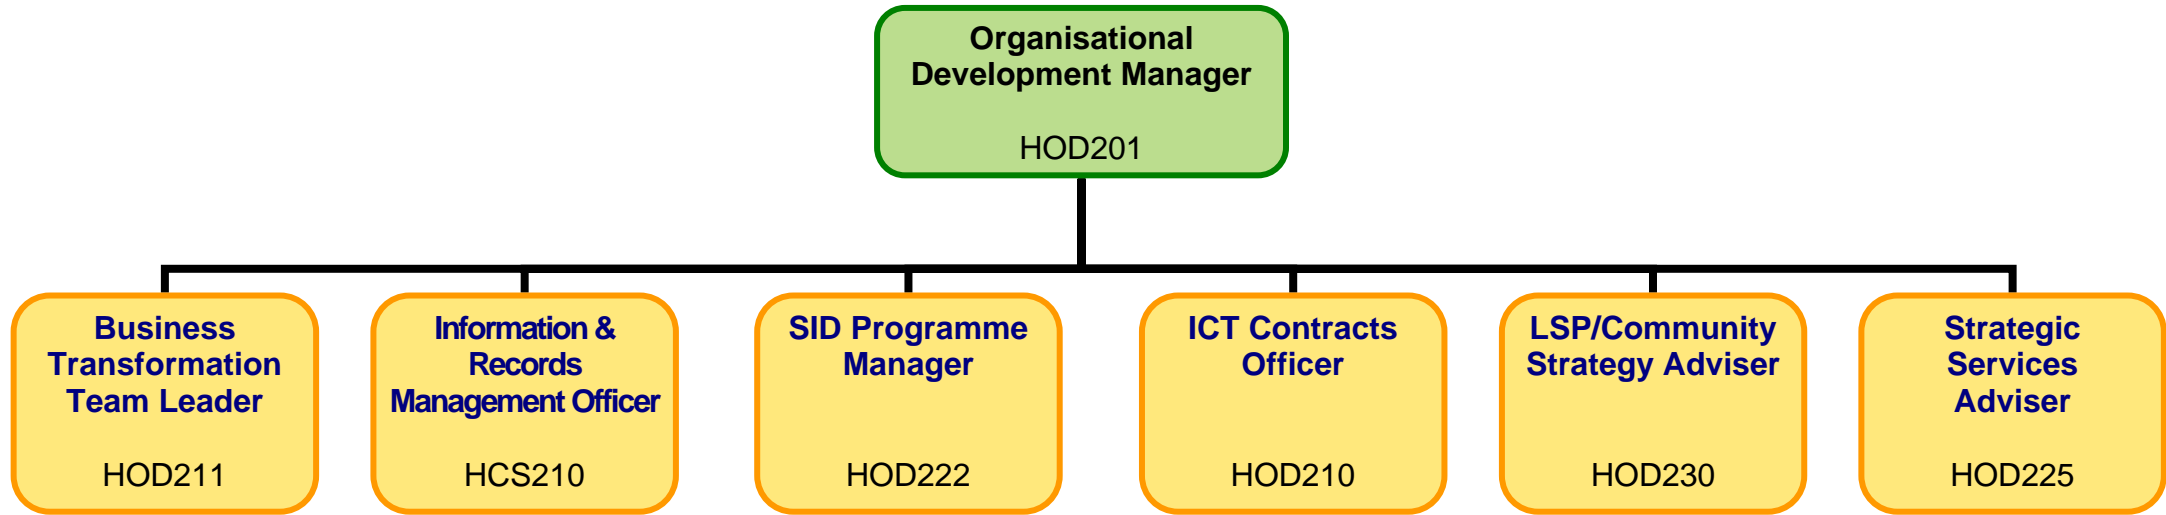 Organisational
Development Manager
HOD201
Business
Transformation
Team Leader
HOD211
Information &
Records
Management Officer
HCS210
SID Programme
Manager
HOD222
ICT Contracts
Officer
HOD210
LSP/Community
Strategy Adviser
HOD230
Strategic
Services
Adviser
HOD225